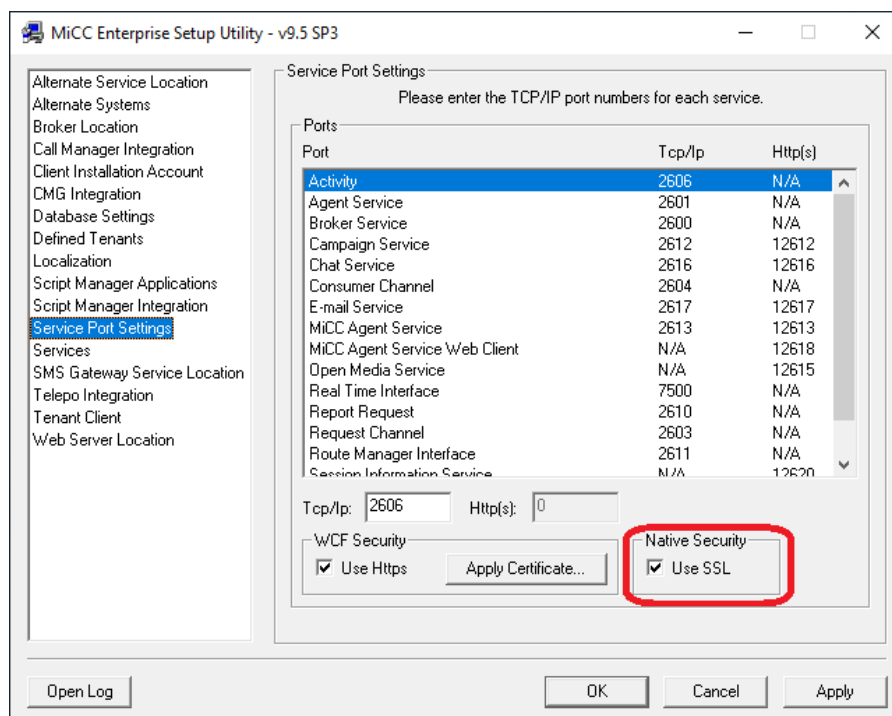 MiCC Enterprise Setup Utility - v9.5 SP3
Alternate Service Location
Alternate Systems
Broker Location
Call Manager Integration
Client Installation Account
CMG Integration
Database Settings
Defined Tenants
Localization
Script Manager Applications
Script Manager Integration
Service Port Settings
Services
SMS Gateway Service Location
Telepo Integration
Tenant Client
Web Server Location
Service Port Settings
Please enter the TCP/IP port numbers for each service.
Ports
Port Tcp/Ip Http(s)
Activity 2606 N/A
Agent Service 2601 N/A
Broker Service 2600 N/A
Campaign Service 2612 12612
Chat Service 2616 12616
Consumer Channel 2604 N/A
E-mail Service 2617 12617
MiCC Agent Service 2613 12613
MiCC Agent Service Web Client N/A 12618
Open Media Service N/A 12615
Real Time Interface 7500 N/A
Report Request 2610 N/A
Request Channel 2603 N/A
Route Manager Interface 2611 N/A
Session Information Service N/A 12620
Tcp/Ip: 2606 Http(s): 0
WCF Security
Use Https Apply Certificate...
Native Security
Use SSL
Open Log OK Cancel Apply